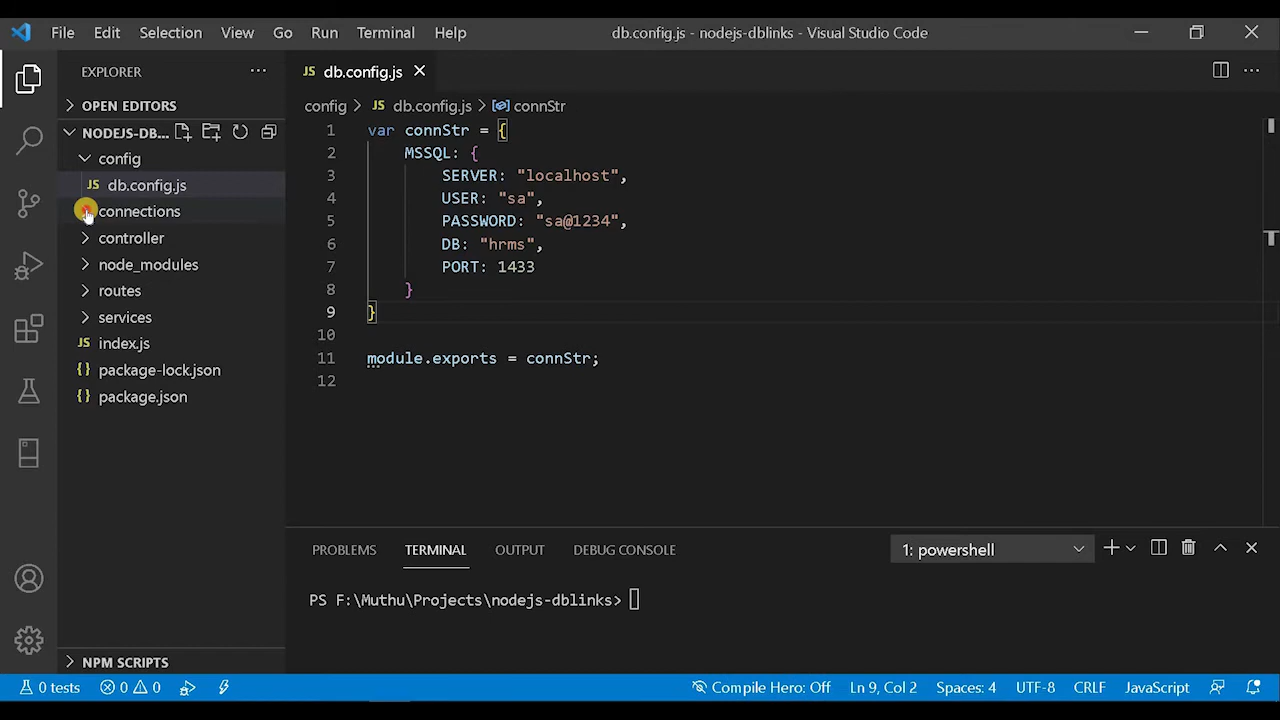 File Edit Selection View Go Run Terminal Help db.config.js - nodejs-dblinks - Visual Studio Code
EXPLORER
OPEN EDITORS
NODEJS-DB...
config
JS db.config.js
connections
controller
node_modules
routes
services
JS index.js
{} package-lock.json
{} package.json
NPM SCRIPTS
JS db.config.js
config > JS db.config.js > connStr
1 var connStr = {
2 MSSQL: {
3 SERVER: "localhost",
4 USER: "sa",
5 PASSWORD: "sa@1234",
6 DB: "hrms",
7 PORT: 1433
8 }
9 }
10
11 module.exports = connStr;
12
PROBLEMS TERMINAL OUTPUT DEBUG CONSOLE 1: powershell
PS F:\Muthu\Projects\nodejs-dblinks>
0 tests 0 0 Compile Hero: Off Ln 9, Col 2 Spaces: 4 UTF-8 CRLF JavaScript